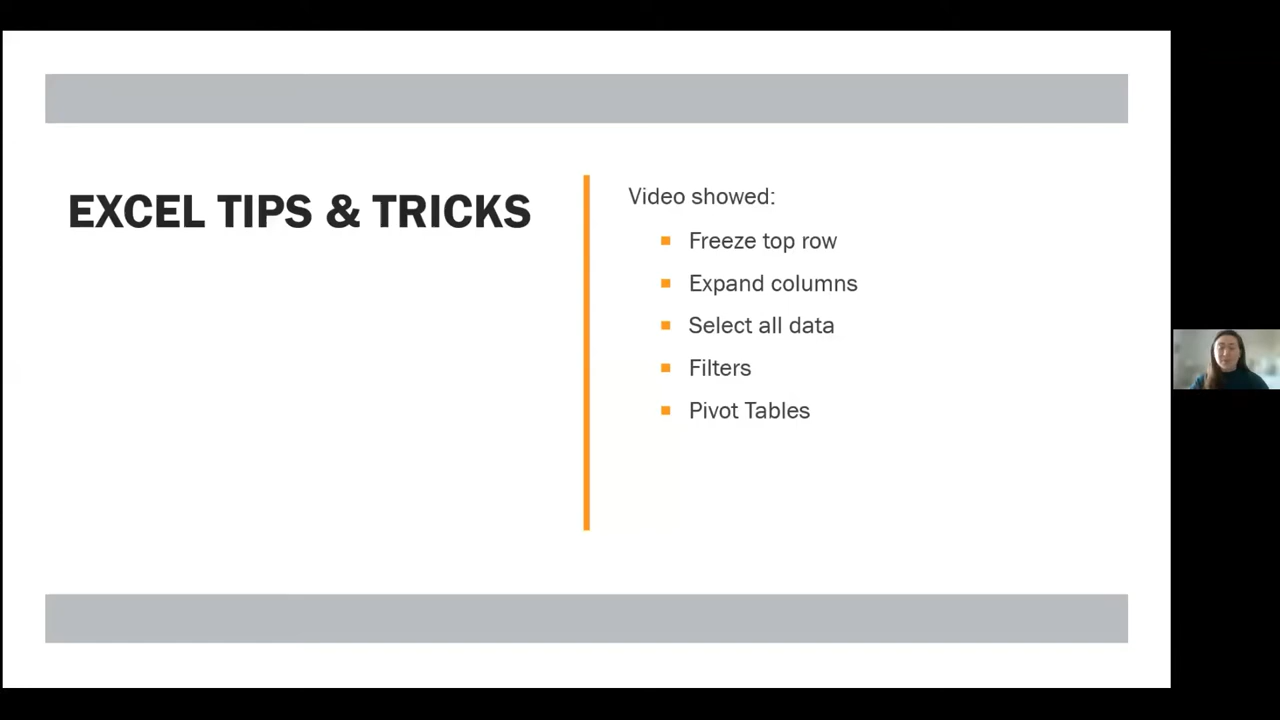 EXCEL TIPS & TRICKS
Video showed:
Freeze top row
Expand columns
Select all data
Filters
Pivot Tables